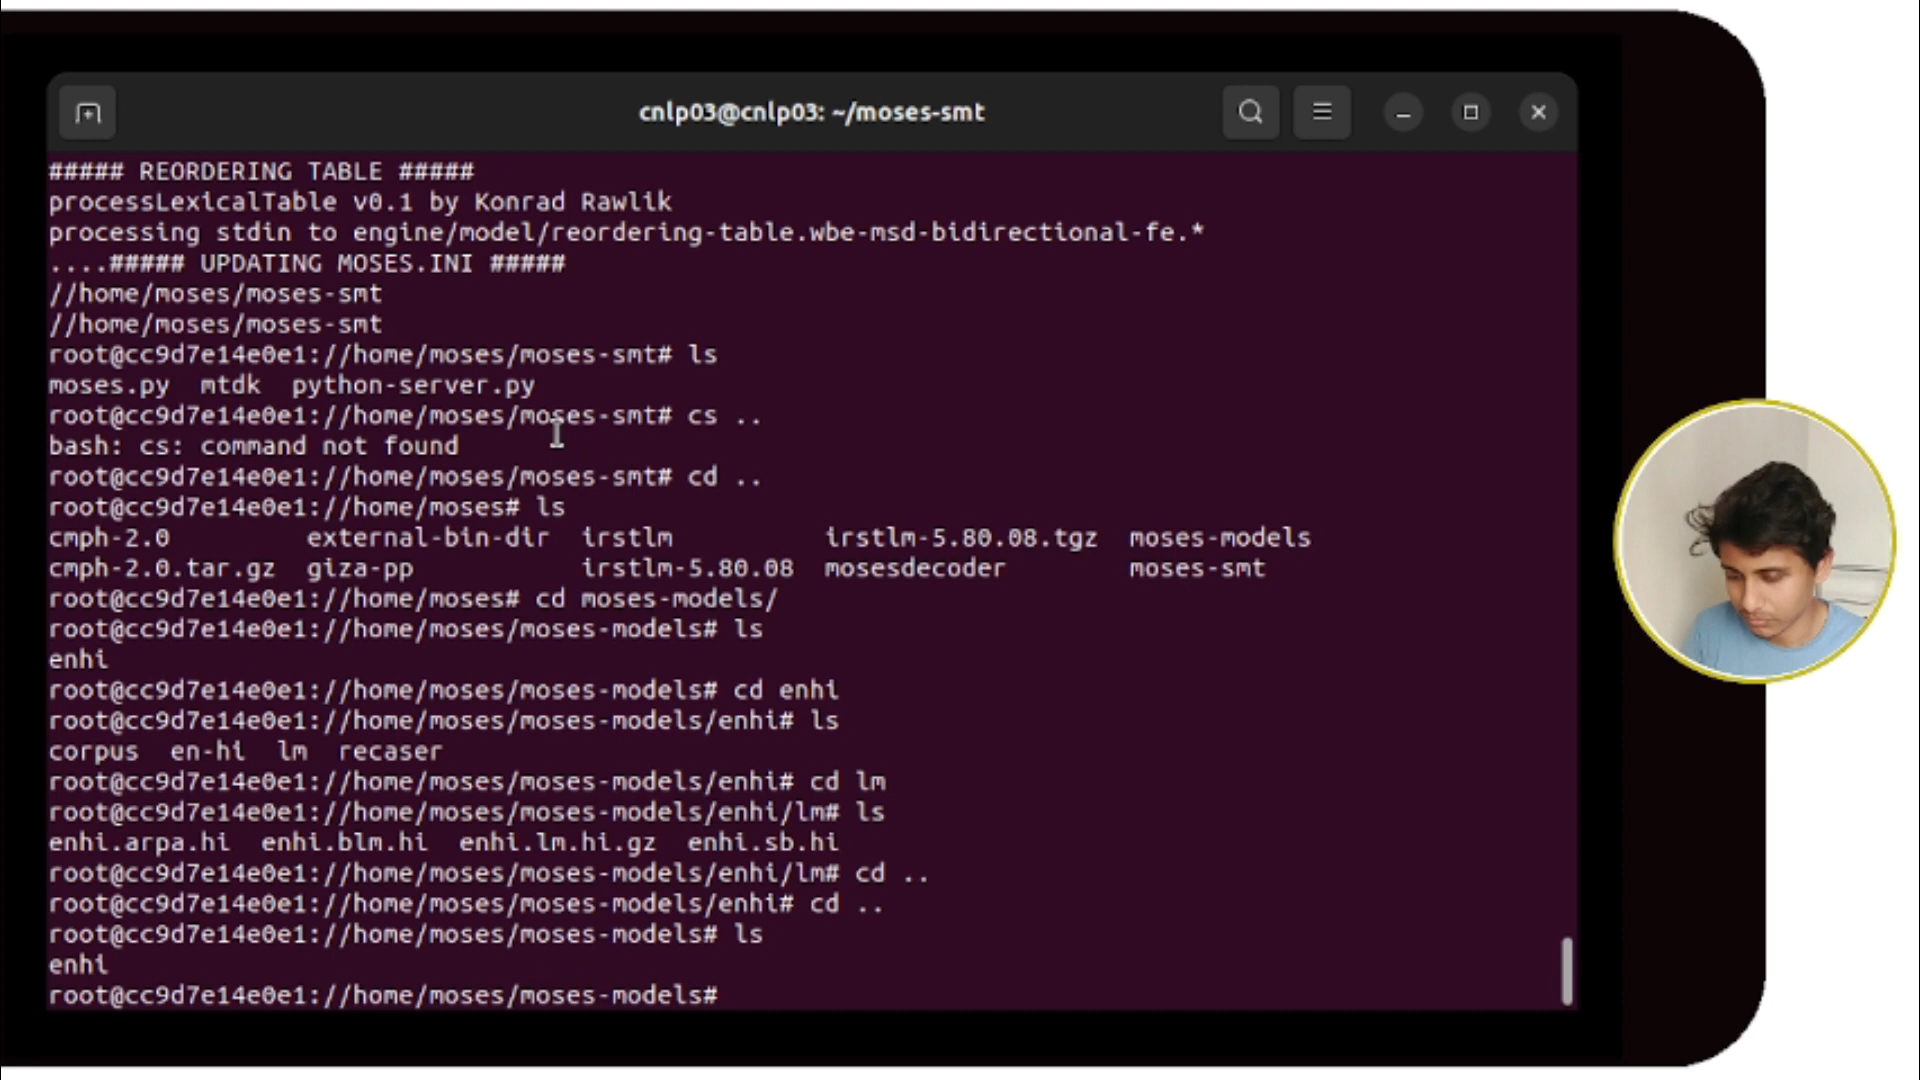 cnlp03@cnlp03: ~/moses-smt
##### REORDERING TABLE #####
processLexicalTable v0.1 by Konrad Rawlik
processing stdin to engine/model/reordering-table.wbe-msd-bidirectional-fe.*
....##### UPDATING MOSES.INI #####
//home/moses/moses-smt
//home/moses/moses-smt
root@cc9d7e14e0e1://home/moses/moses-smt# ls
moses.py  mtdk  python-server.py
root@cc9d7e14e0e1://home/moses/moses-smt# cs ..
bash: cs: command not found
root@cc9d7e14e0e1://home/moses/moses-smt# cd ..
root@cc9d7e14e0e1://home/moses# ls
cmph-2.0         external-bin-dir  irstlm          irstlm-5.80.08.tgz  moses-models
cmph-2.0.tar.gz  giza-pp           irstlm-5.80.08  mosesdecoder        moses-smt
root@cc9d7e14e0e1://home/moses# cd moses-models/
root@cc9d7e14e0e1://home/moses/moses-models# ls
enhi
root@cc9d7e14e0e1://home/moses/moses-models# cd enhi
root@cc9d7e14e0e1://home/moses/moses-models/enhi# ls
corpus  en-hi  lm  recaser
root@cc9d7e14e0e1://home/moses/moses-models/enhi# cd lm
root@cc9d7e14e0e1://home/moses/moses-models/enhi/lm# ls
enhi.arpa.hi  enhi.blm.hi  enhi.lm.hi.gz  enhi.sb.hi
root@cc9d7e14e0e1://home/moses/moses-models/enhi/lm# cd ..
root@cc9d7e14e0e1://home/moses/moses-models/enhi# cd ..
root@cc9d7e14e0e1://home/moses/moses-models# ls
enhi
root@cc9d7e14e0e1://home/moses/moses-models#